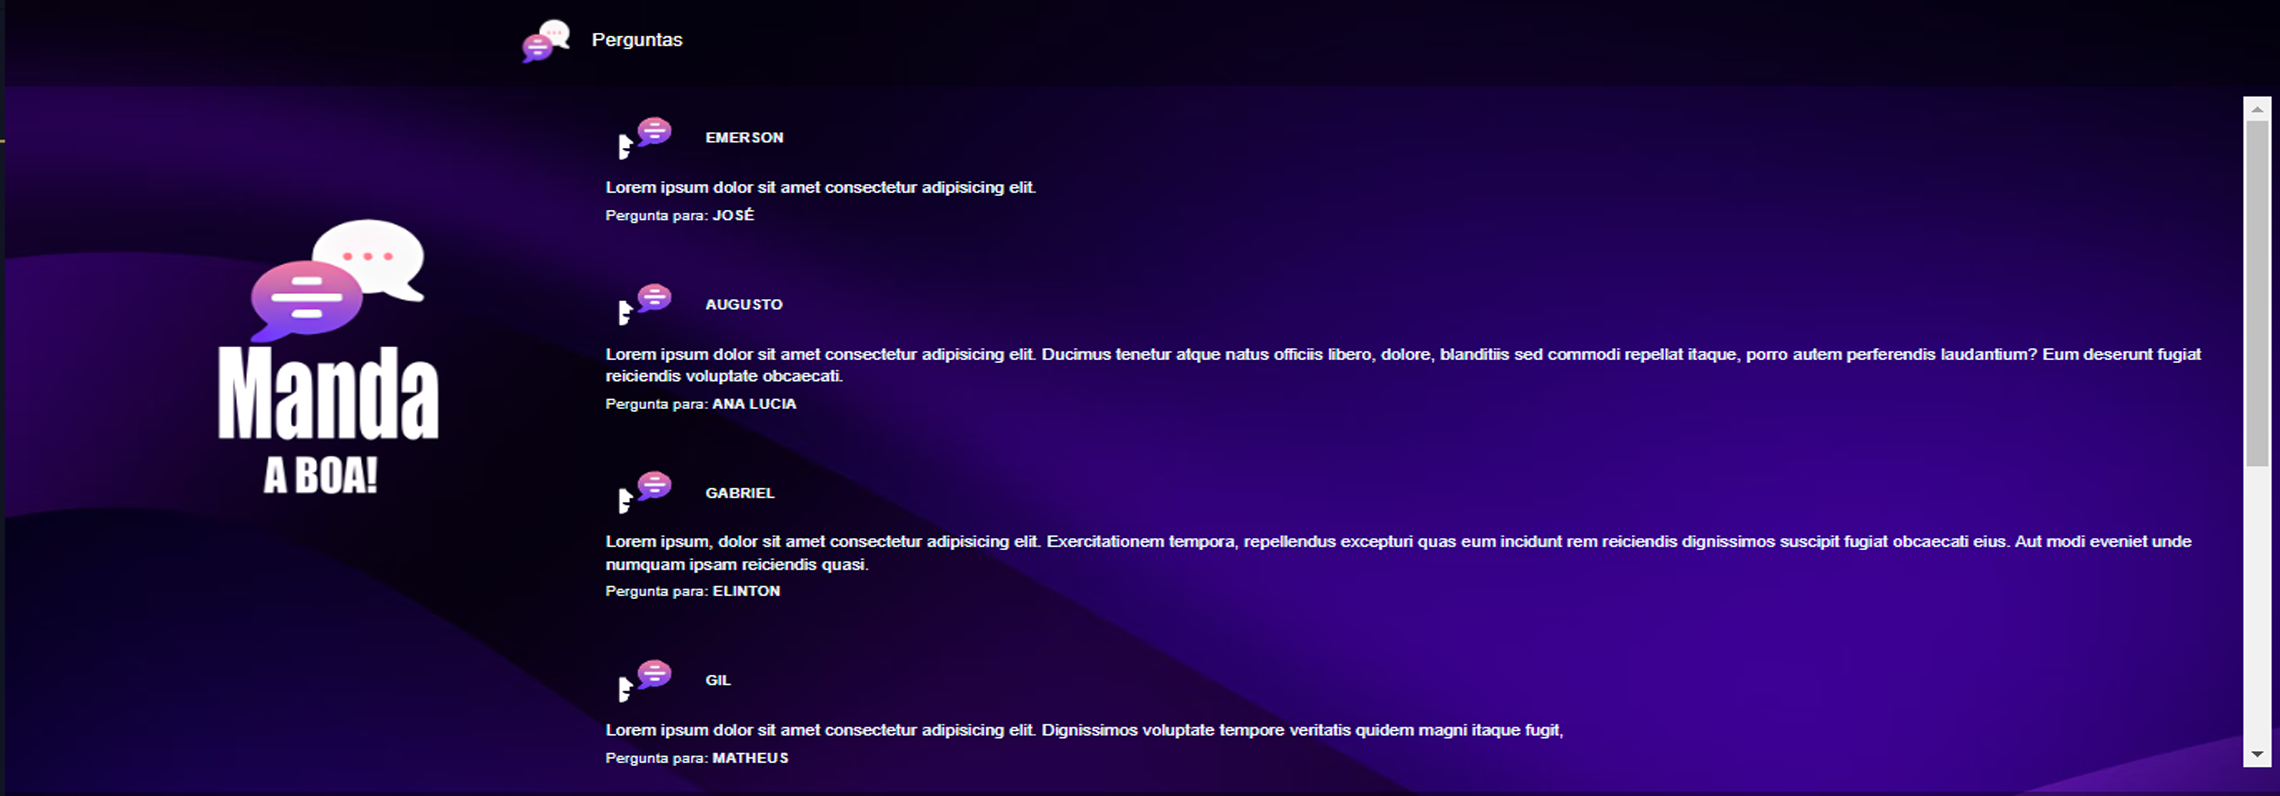 Perguntas
EMERSON
Lorem ipsum dolor sit amet consectetur adipisicing elit.
Pergunta para: JOSÉ
Manda
A BOA!
AUGUSTO
Lorem ipsum dolor sit amet consectetur adipisicing elit. Ducimus tenetur atque natus officiis libero, dolore, blanditiis sed commodi repellat itaque, porro autem perferendis laudantium? Eum deserunt fugiat
reiciendis voluptate obcaecati.
Pergunta para: ANA LUCIA
GABRIEL
Lorem ipsum, dolor sit amet consectetur adipisicing elit. Exercitationem tempora, repellendus excepturi quas eum incidunt rem reiciendis dignissimos suscipit fugiat obcaecati eius. Aut modi eveniet unde
numquam ipsam reiciendis quasi.
Pergunta para: ELINTON
GIL
Lorem ipsum dolor sit amet consectetur adipisicing elit. Dignissimos voluptate tempore veritatis quidem magni itaque fugit,
Pergunta para: MATHEUS